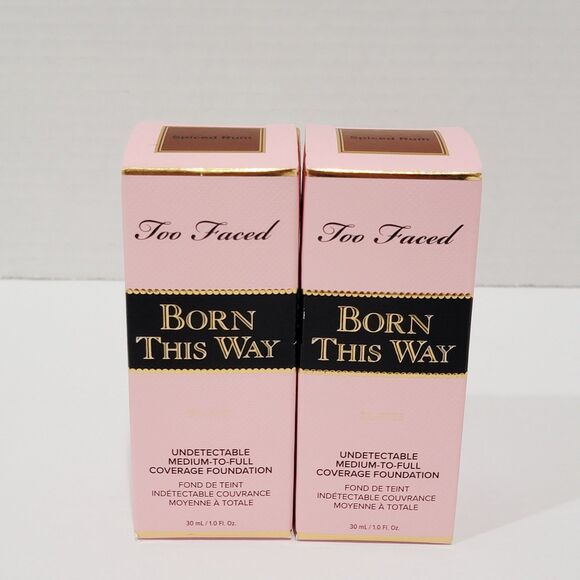 Spiced Rum
Too Faced
BORN
THIS WAY
UNDETECTABLE
MEDIUM-TO-FULL
COVERAGE FOUNDATION
FOND DE TEINT
INDÉTECTABLE COUVRANCE
MOYENNE À TOTALE
30 mL / 1.0 Fl. Oz.
Spiced Rum
Too Faced
BORN
THIS WAY
UNDETECTABLE
MEDIUM-TO-FULL
COVERAGE FOUNDATION
FOND DE TEINT
INDÉTECTABLE COUVRANCE
MOYENNE À TOTALE
30 mL / 1.0 Fl. Oz.